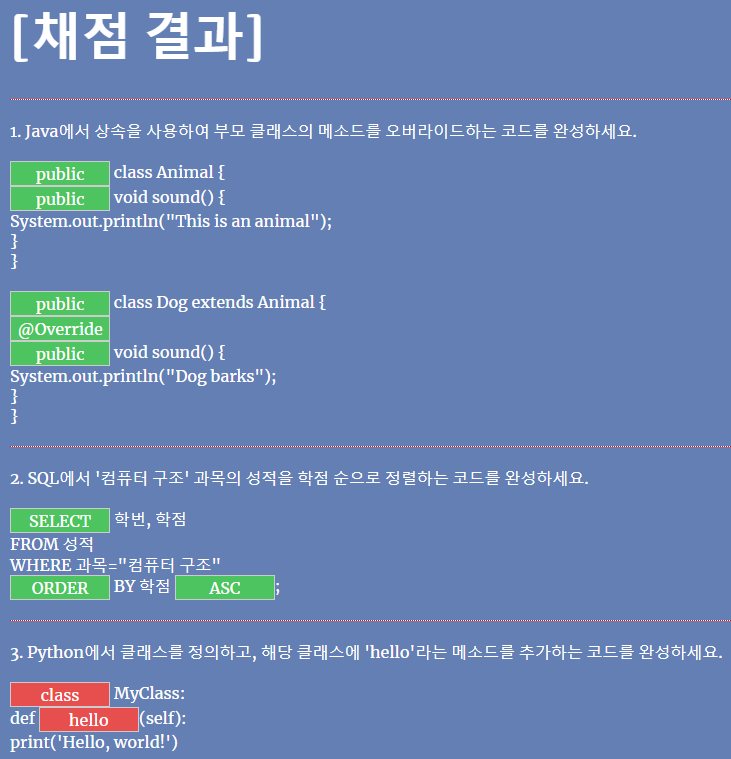 [채점 결과]
1. Java에서 상속을 사용하여 부모 클래스의 메소드를 오버라이드하는 코드를 완성하세요.
public class Animal {
public void sound() {
System.out.println("This is an animal");
}
}
public class Dog extends Animal {
@Override
public void sound() {
System.out.println("Dog barks");
}
}
2. SQL에서 '컴퓨터 구조' 과목의 성적을 학점 순으로 정렬하는 코드를 완성하세요.
SELECT 학번, 학점
FROM 성적
WHERE 과목="컴퓨터 구조"
ORDER BY 학점 ASC;
3. Python에서 클래스를 정의하고, 해당 클래스에 'hello'라는 메소드를 추가하는 코드를 완성하세요.
class MyClass:
def hello (self):
print('Hello, world!')